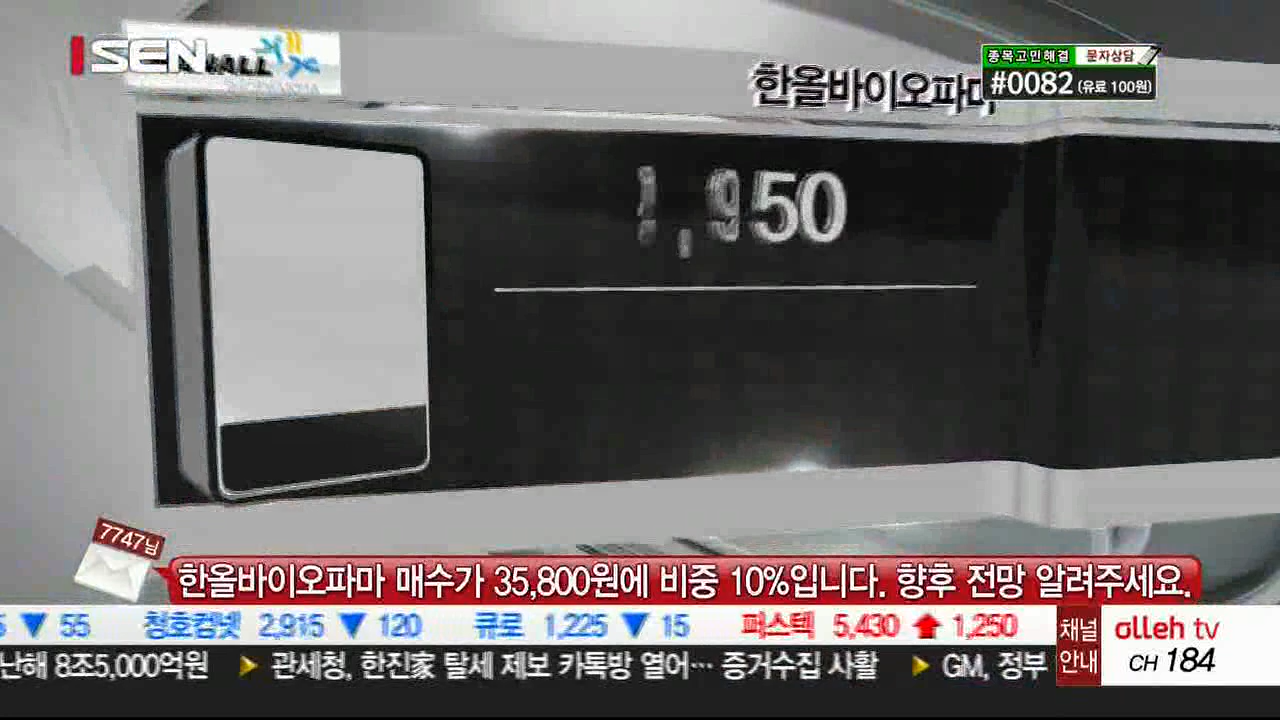 SEN
종목고민해결 문자상담
#0082 (유료 100원)
한올바이오파마
1,950
7747님
한올바이오파마 매수가 35,800원에 비중 10%입니다. 향후 전망 알려주세요.
▼ 55 청호컴넷 2,915 ▼ 120 큐로 1,225 ▼ 15 퍼스텍 5,430 1,250
난해 8조5,000억원 ▶ 관세청, 한진家 탈세 제보 카톡방 열어… 증거수집 사활 ▶ GM, 정부
채널안내
olleh tv
CH 184